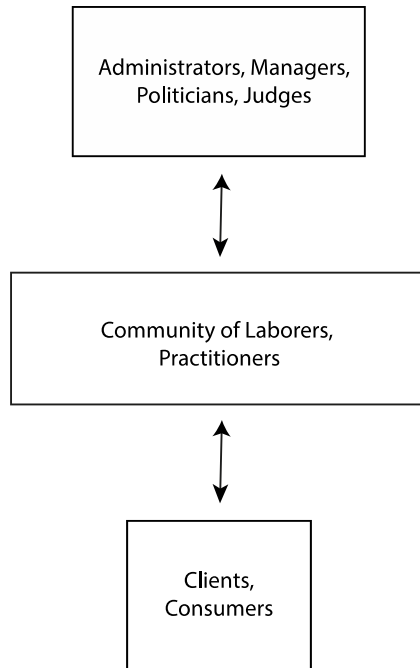 Administrators, Managers,
Politicians, Judges
Community of Laborers,
Practitioners
Clients,
Consumers